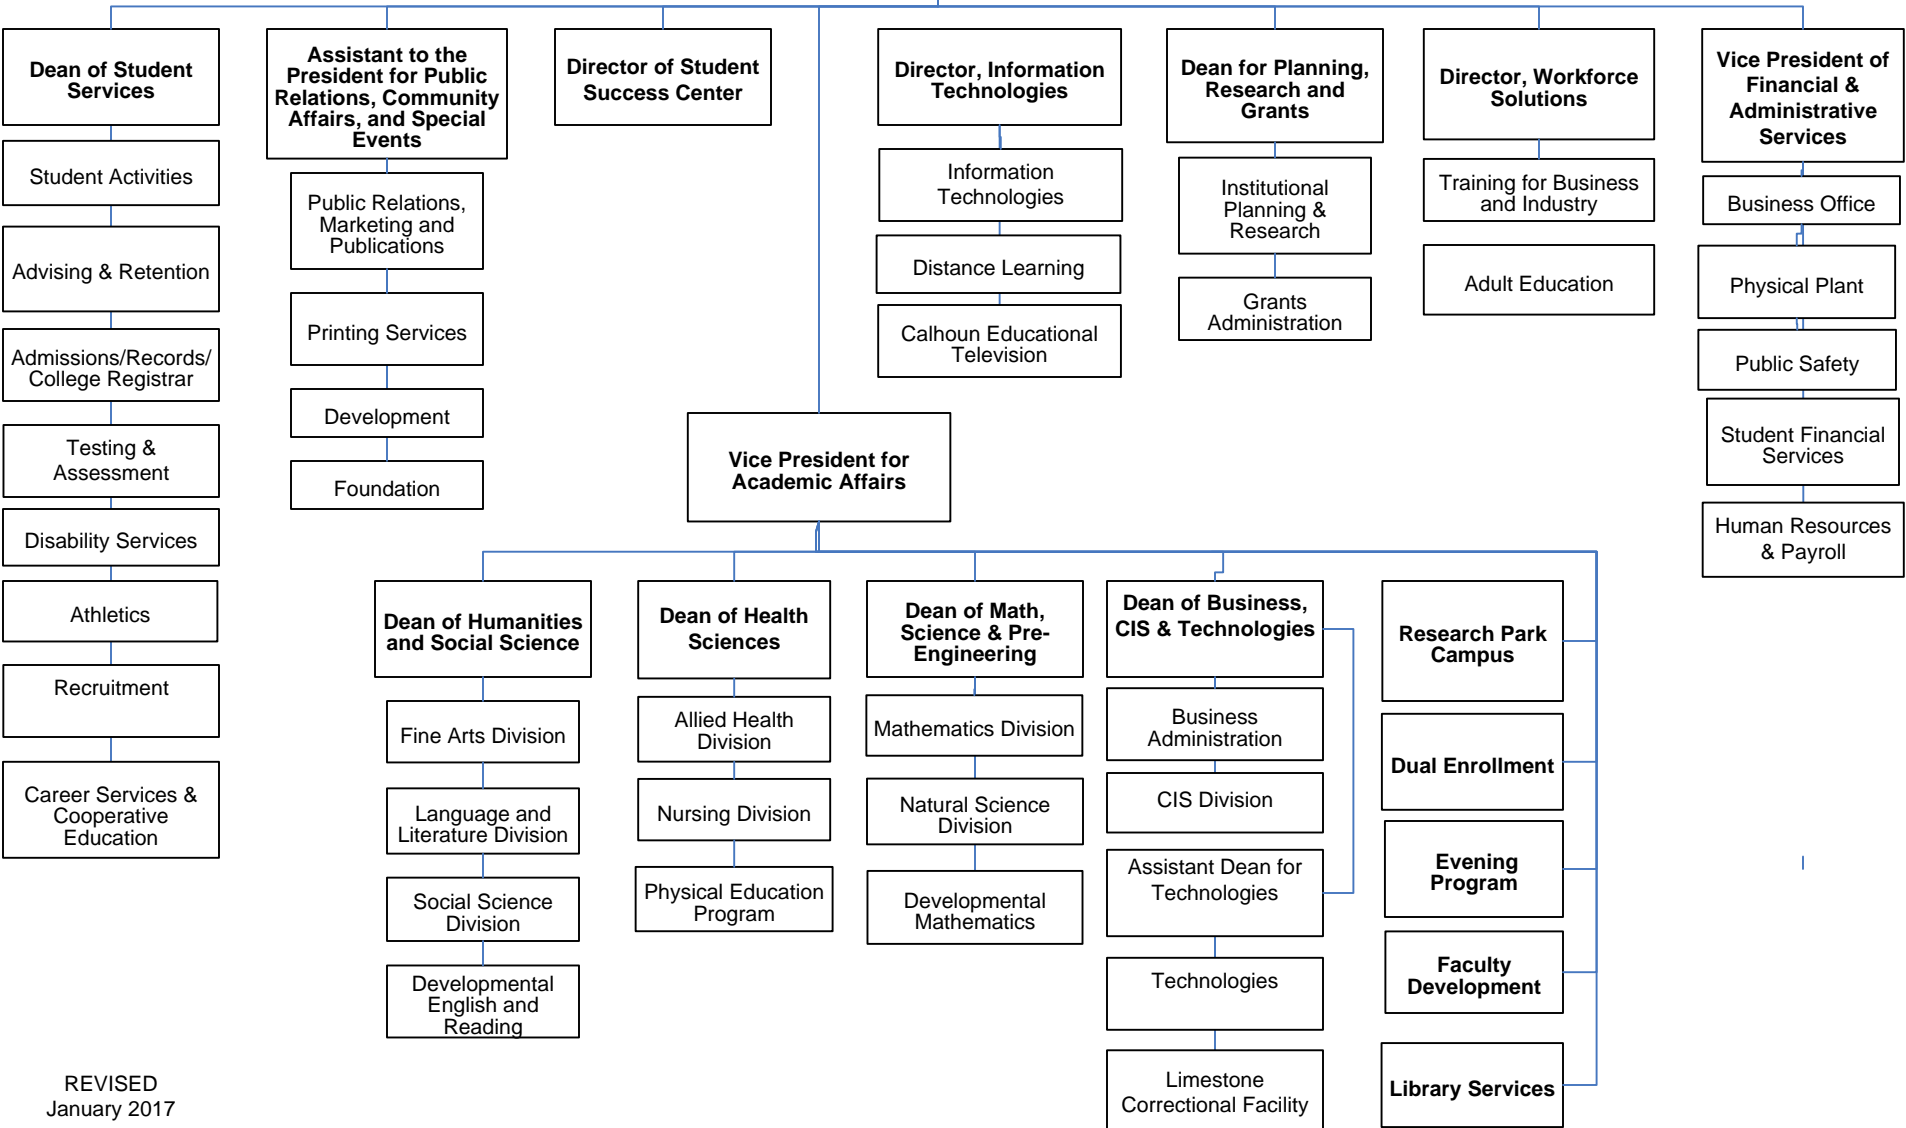 Dean of Student
Services
Student Activities
Advising & Retention
Admissions/Records/
College Registrar
Testing &
Assessment
Disability Services
Athletics
Recruitment
Career Services &
Cooperative
Education
Assistant to the
President for Public
Relations, Community
Affairs, and Special
Events
Public Relations,
Marketing and
Publications
Printing Services
Development
Foundation
Director of Student
Success Center
Director, Information
Technologies
Information
Technologies
Distance Learning
Calhoun Educational
Television
Dean for Planning,
Research and
Grants
Institutional
Planning &
Research
Grants
Administration
Director, Workforce
Solutions
Training for Business
and Industry
Adult Education
Vice President of
Financial &
Administrative
Services
Business Office
Physical Plant
Public Safety
Student Financial
Services
Human Resources
& Payroll
Vice President for
Academic Affairs
Dean of Humanities
and Social Science
Fine Arts Division
Language and
Literature Division
Social Science
Division
Developmental
English and
Reading
Dean of Health
Sciences
Allied Health
Division
Nursing Division
Physical Education
Program
Dean of Math,
Science & Pre-
Engineering
Mathematics Division
Natural Science
Division
Developmental
Mathematics
Dean of Business,
CIS & Technologies
Business
Administration
CIS Division
Assistant Dean for
Technologies
Technologies
Limestone
Correctional Facility
Research Park
Campus
Dual Enrollment
Evening
Program
Faculty
Development
Library Services
REVISED
January 2017